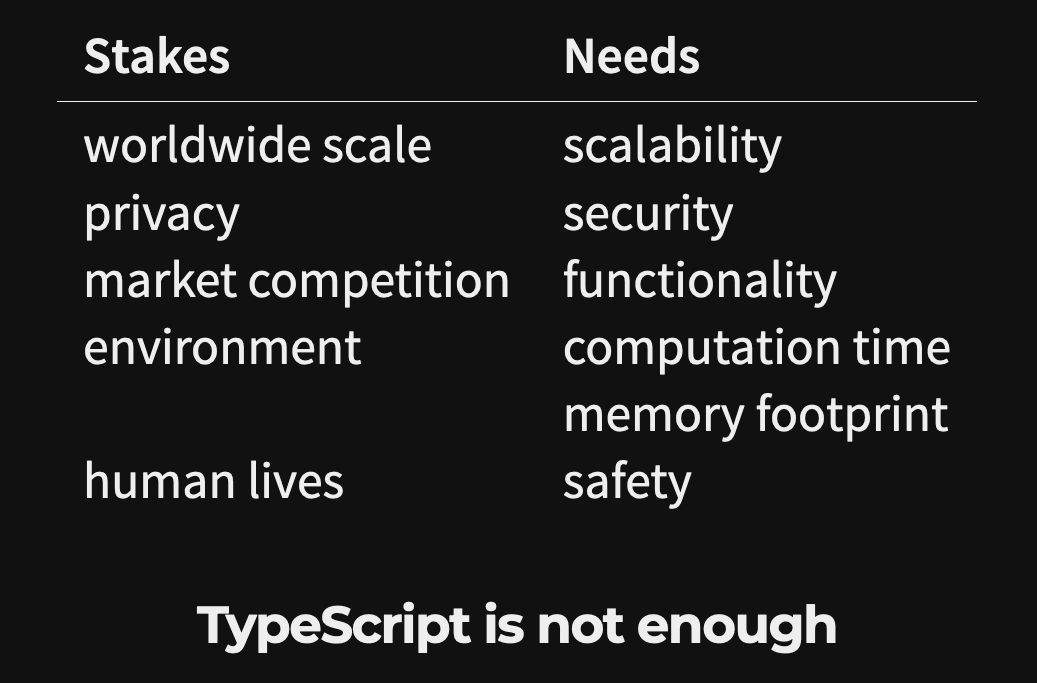 Stakes Needs
worldwide scale scalability
privacy security
market competition functionality
environment computation time
memory footprint
human lives safety
TypeScript is not enough